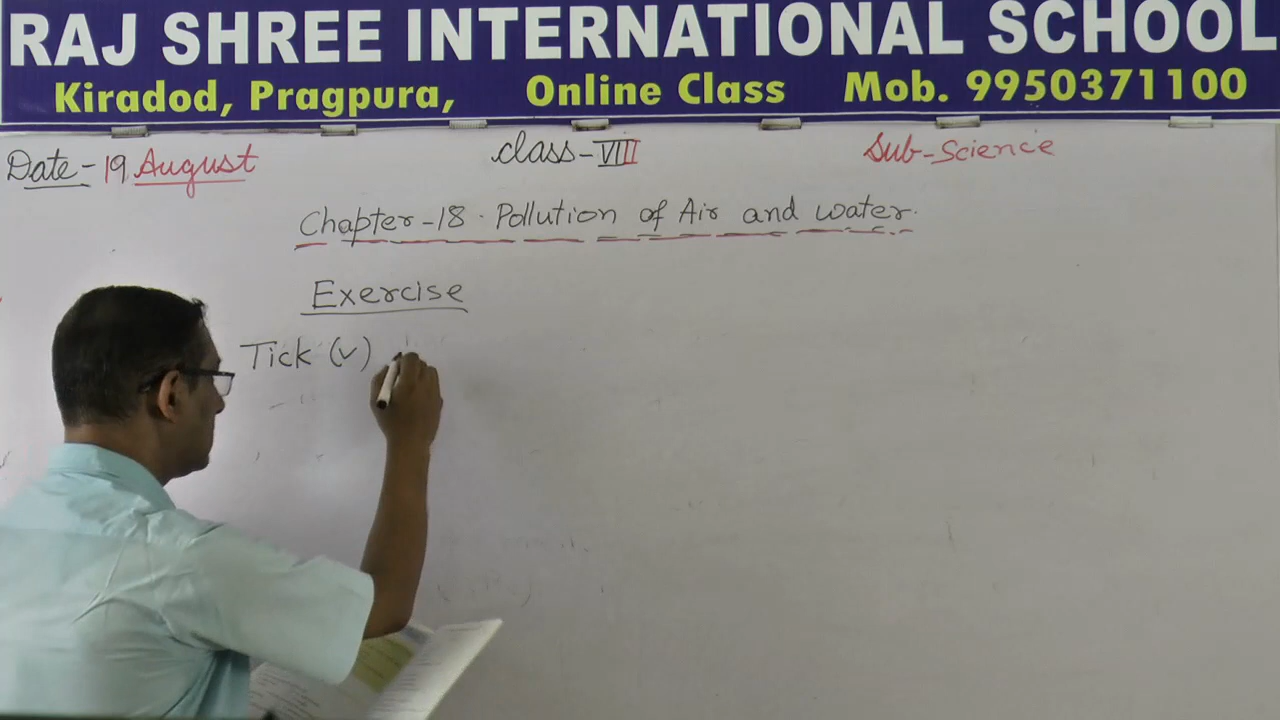 RAJ SHREE INTERNATIONAL SCHOOL
Kiradod, Pragpura, Online Class Mob. 9950371100
Date - 19 August Class - VIII Sub - Science
Chapter - 18. Pollution of Air and water.
Exercise
Tick (✓)